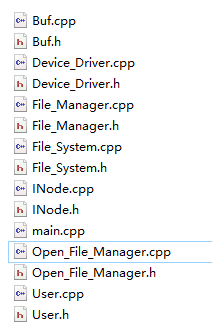 Buf.cpp
Buf.h
Device_Driver.cpp
Device_Driver.h
File_Manager.cpp
File_Manager.h
File_System.cpp
File_System.h
INode.cpp
INode.h
main.cpp
Open_File_Manager.cpp
Open_File_Manager.h
User.cpp
User.h